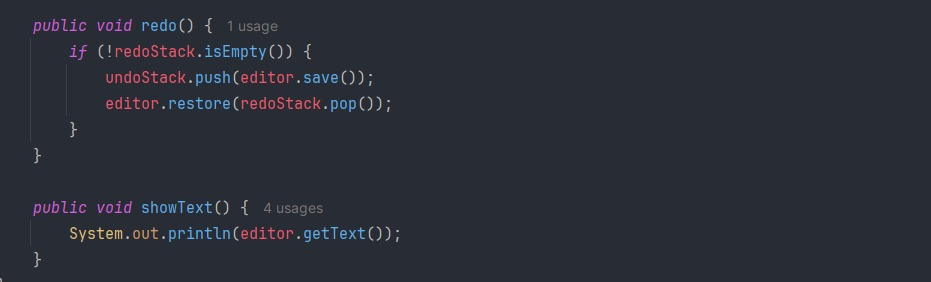 public void redo() { 1 usage
if (!redoStack.isEmpty()) {
undoStack.push(editor.save());
editor.restore(redoStack.pop());
}
}
public void showText() { 4 usages
System.out.println(editor.getText());
}